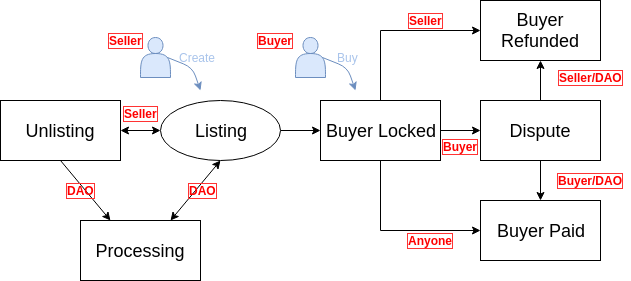 Seller
Create
Buyer
Buy
Seller
Buyer
Refunded
Seller/DAO
Unlisting
Seller
Listing
Buyer Locked
Buyer
Dispute
DAO
DAO
Buyer/DAO
Processing
Anyone
Buyer Paid